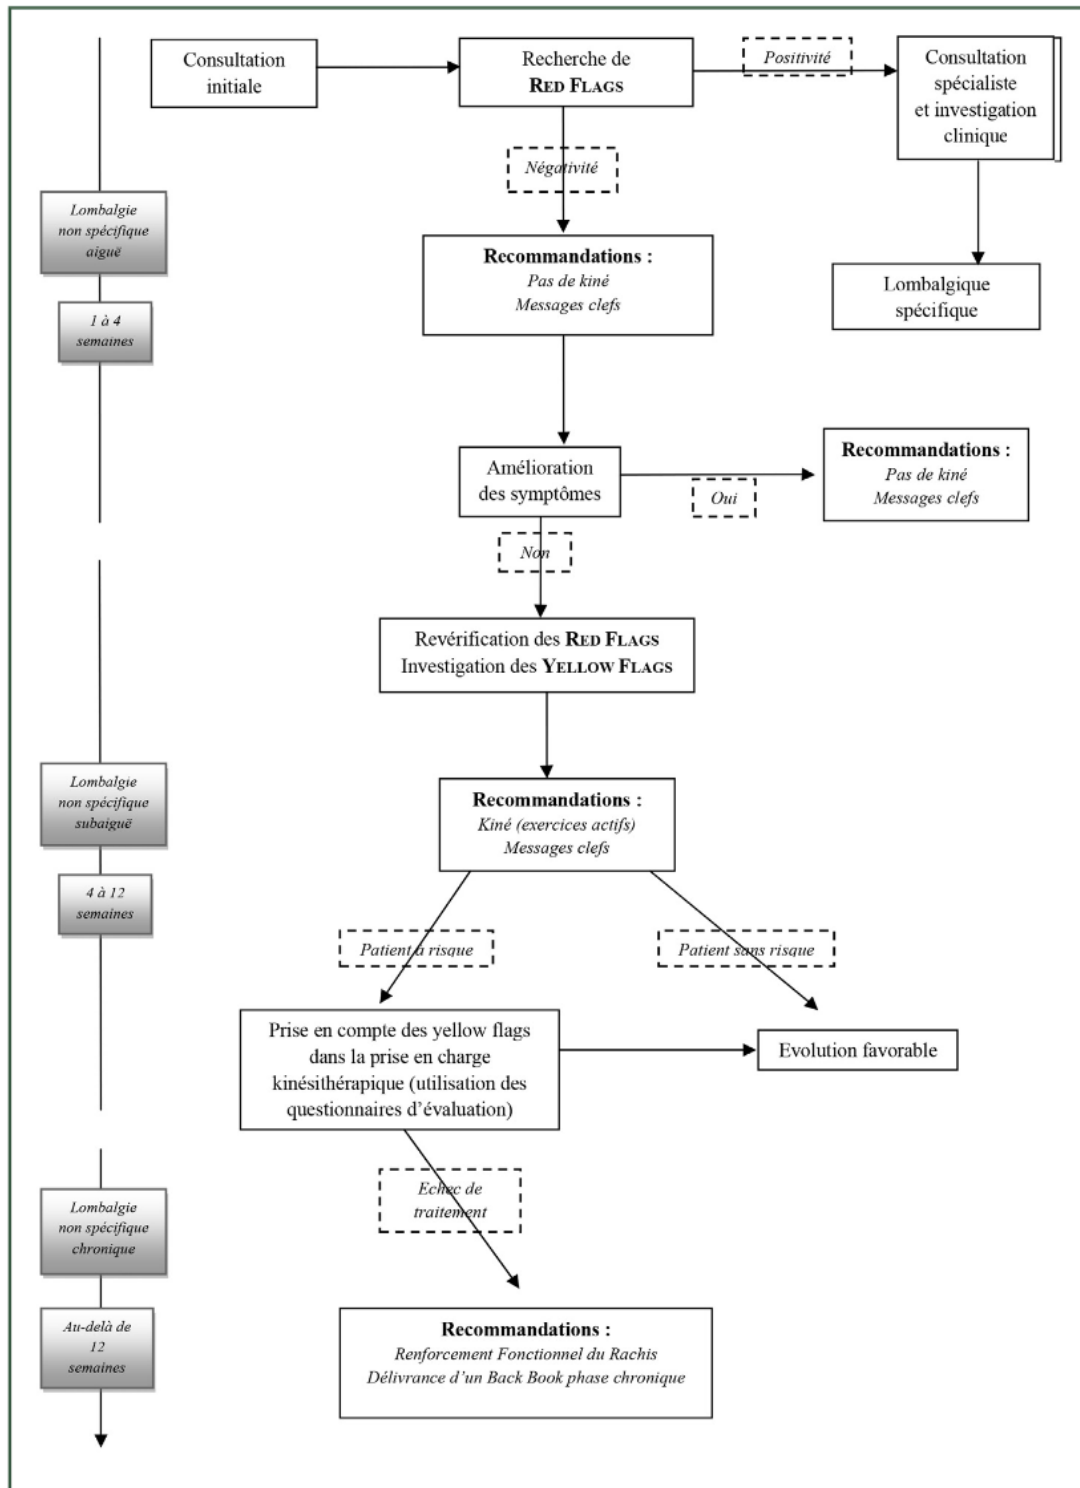 Consultation
initiale
Recherche de
RED FLAGS
Positivité
Consultation
spécialiste
et investigation
clinique
Négativité
Lombalgie
non spécifique
aiguë
Recommandations :
Pas de kiné
Messages clefs
Lombalgique
spécifique
1 à 4
semaines
Amélioration
des symptômes
Oui
Recommandations :
Pas de kiné
Messages clefs
Non
Revérification des RED FLAGS
Investigation des YELLOW FLAGS
Lombalgie
non spécifique
subaiguë
Recommandations :
Kiné (exercices actifs)
Messages clefs
4 à 12
semaines
Patient à risque
Patient sans risque
Prise en compte des yellow flags
dans la prise en charge
kinésithérapique (utilisation des
questionnaires d’évaluation)
Evolution favorable
Echec de
traitement
Lombalgie
non spécifique
chronique
Au-delà de
12
semaines
Recommandations :
Renforcement Fonctionnel du Rachis
Délivrance d’un Back Book phase chronique